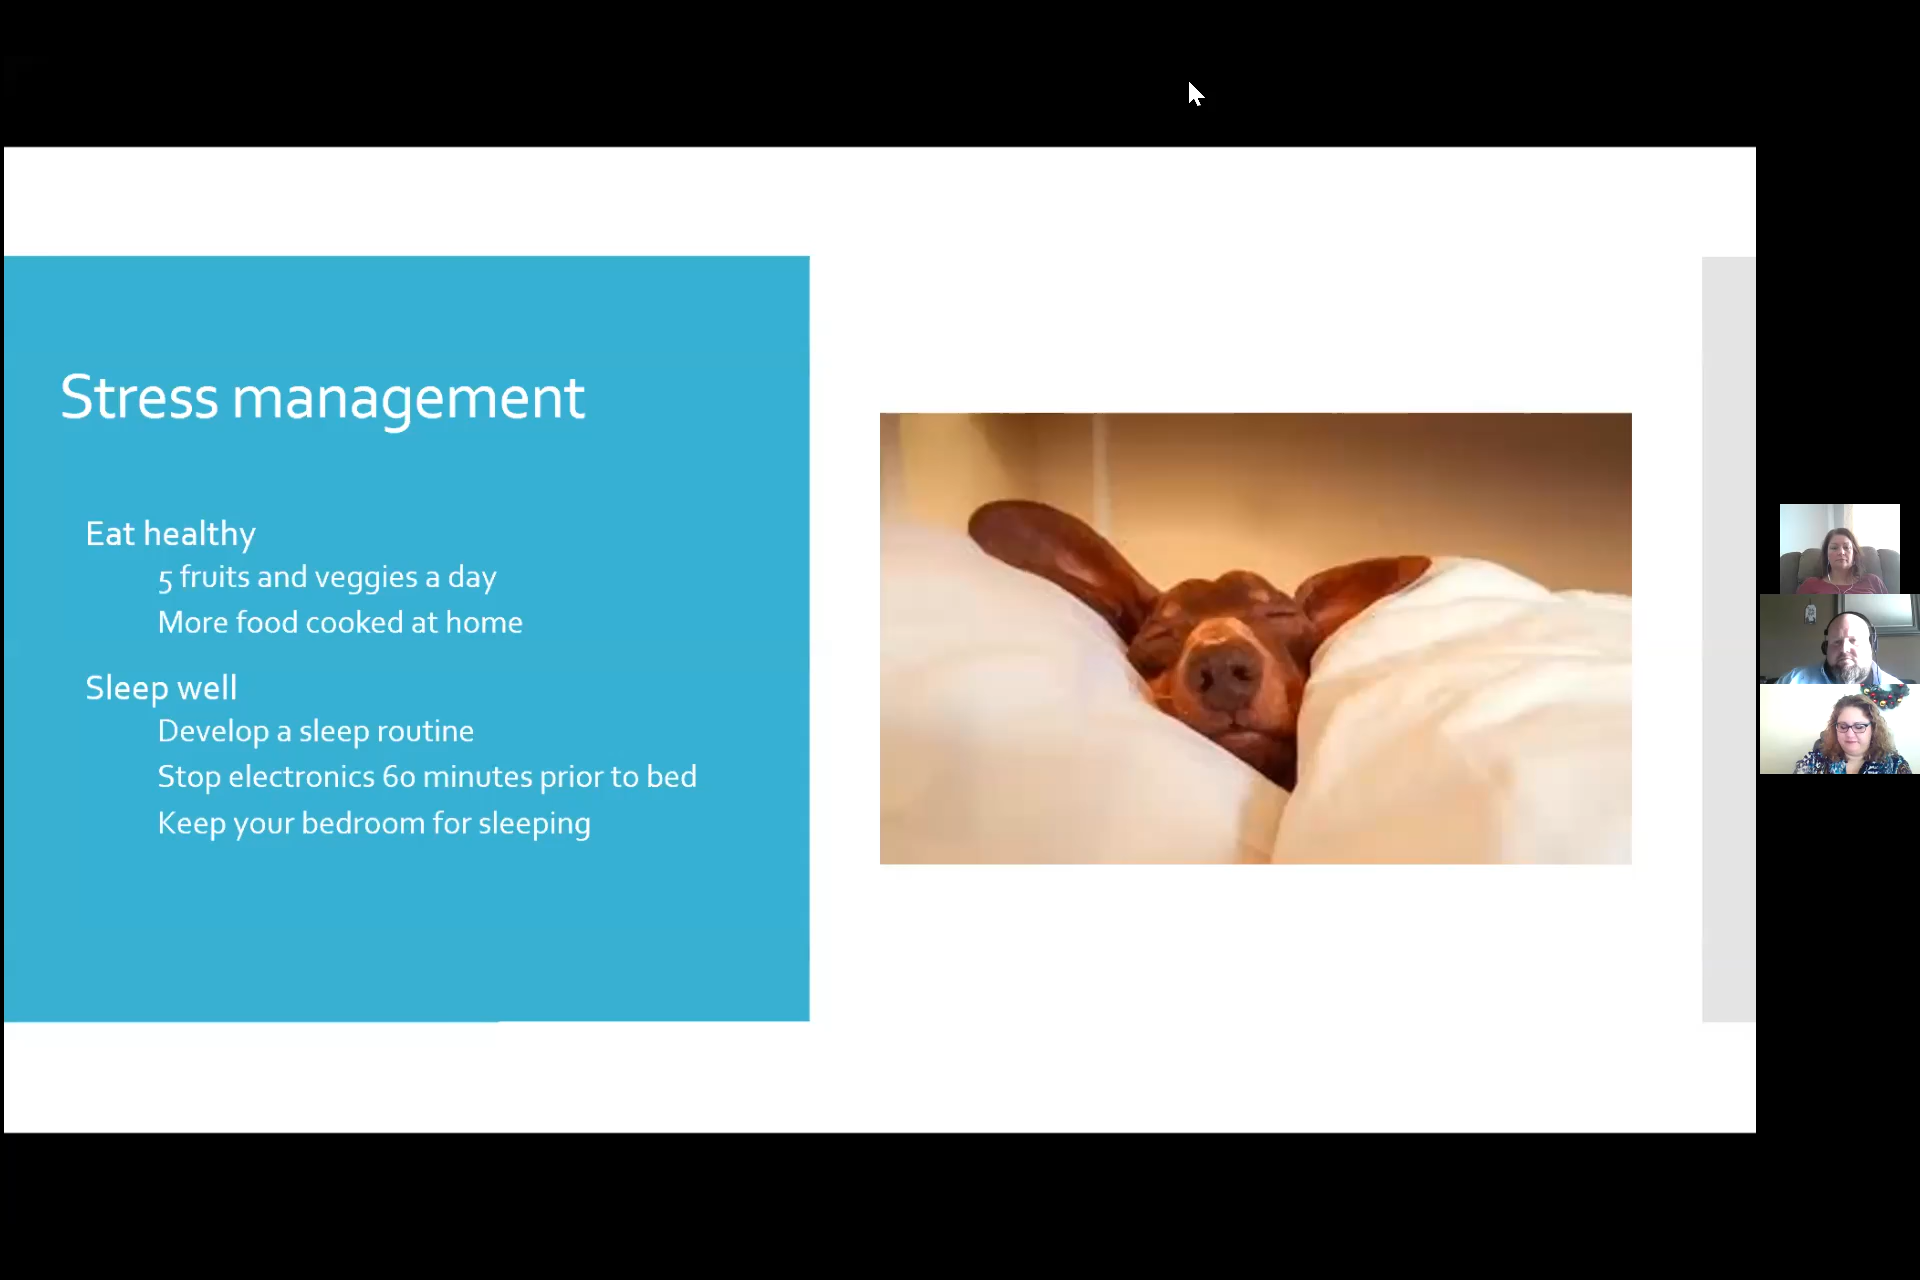 Stress management
Eat healthy
5 fruits and veggies a day
More food cooked at home
Sleep well
Develop a sleep routine
Stop electronics 60 minutes prior to bed
Keep your bedroom for sleeping